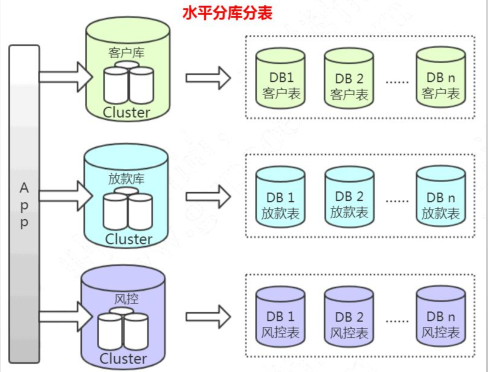 水平分库分表
App
客户库
Cluster
DB1
客户表
DB 2
客户表
......
DB n
客户表
放款库
Cluster
DB 1
放款表
DB 2
放款表
......
DB n
放款表
风控
Cluster
DB 1
风控表
DB 2
风控表
......
DB n
风控表